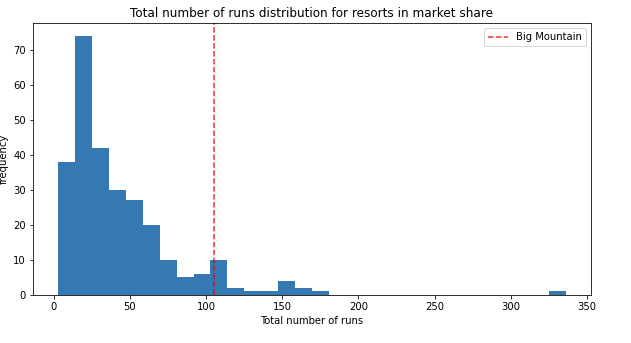 Total number of runs distribution for resorts in market share
Big Mountain
frequency
70
60
50
40
30
20
10
0
0 50 100 150 200 250 300 350
Total number of runs